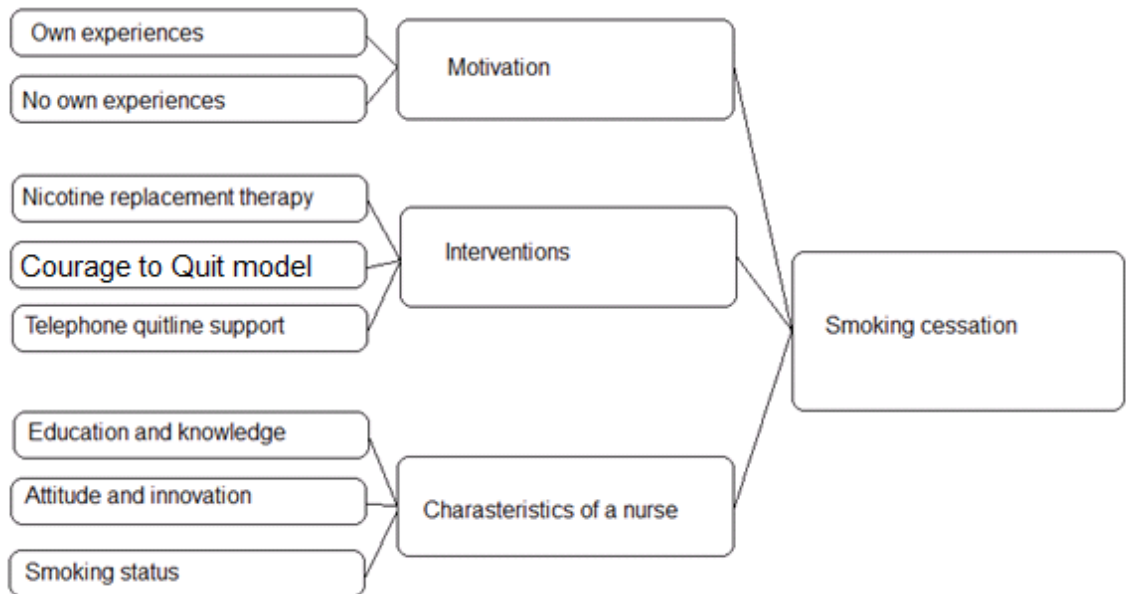 Own experiences
No own experiences
Motivation
Nicotine replacement therapy
Courage to Quit model
Telephone quitline support
Interventions
Education and knowledge
Attitude and innovation
Smoking status
Charasteristics of a nurse
Smoking cessation